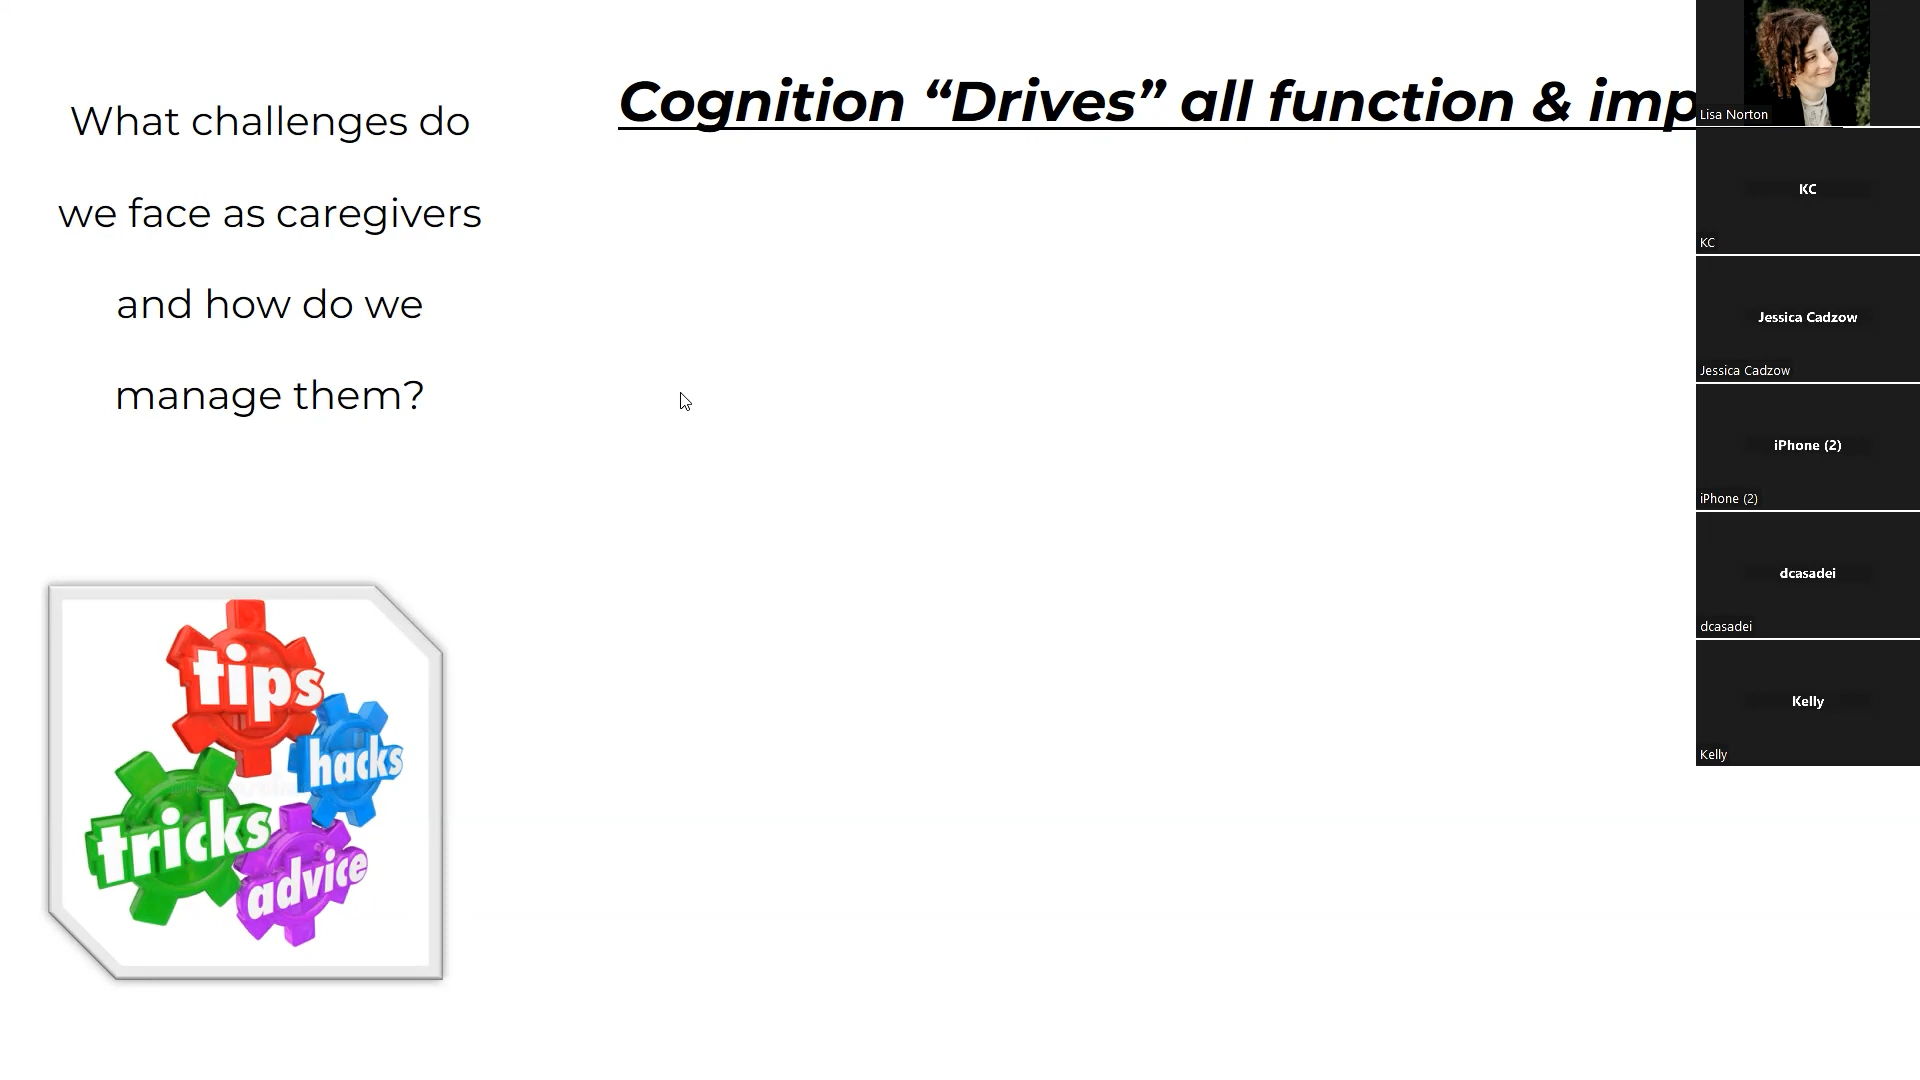 What challenges do
we face as caregivers
and how do we
manage them?
Cognition “Drives” all function & imp
tips
hacks
tricks
advice
Lisa Norton
KC
KC
Jessica Cadzow
Jessica Cadzow
iPhone (2)
iPhone (2)
dcasadei
dcasadei
Kelly
Kelly